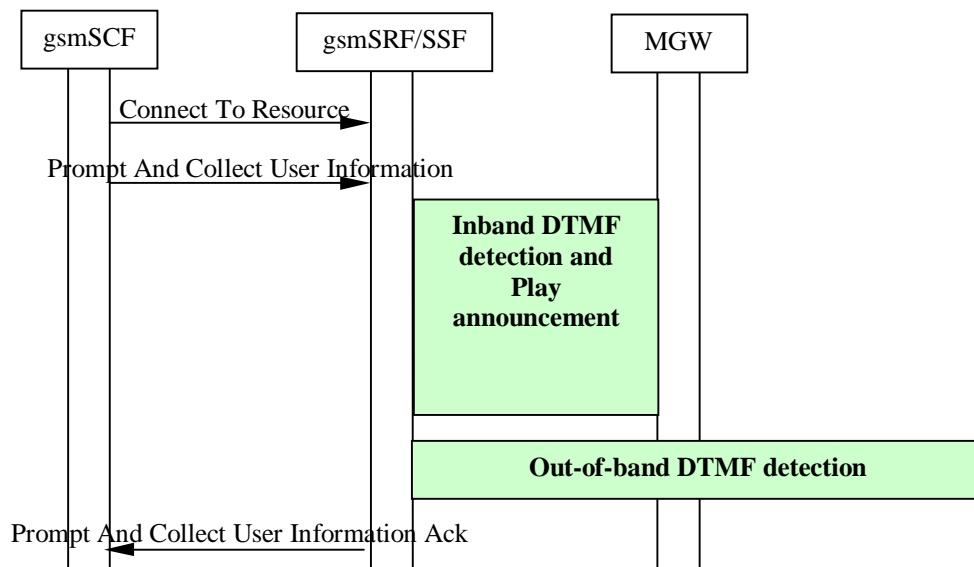 gsmSCF
gsmSRF/SSF
MGW
Connect To Resource
Prompt And Collect User Information
Inband DTMF
detection and
Play
announcement
Out-of-band DTMF detection
Prompt And Collect User Information Ack